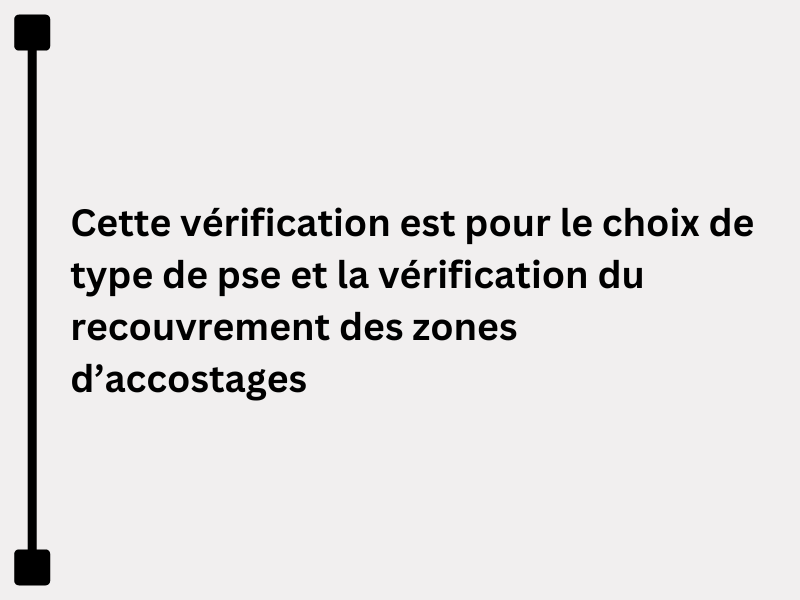 Cette vérification est pour le choix de
type de pse et la vérification du
recouvrement des zones
d’accostages